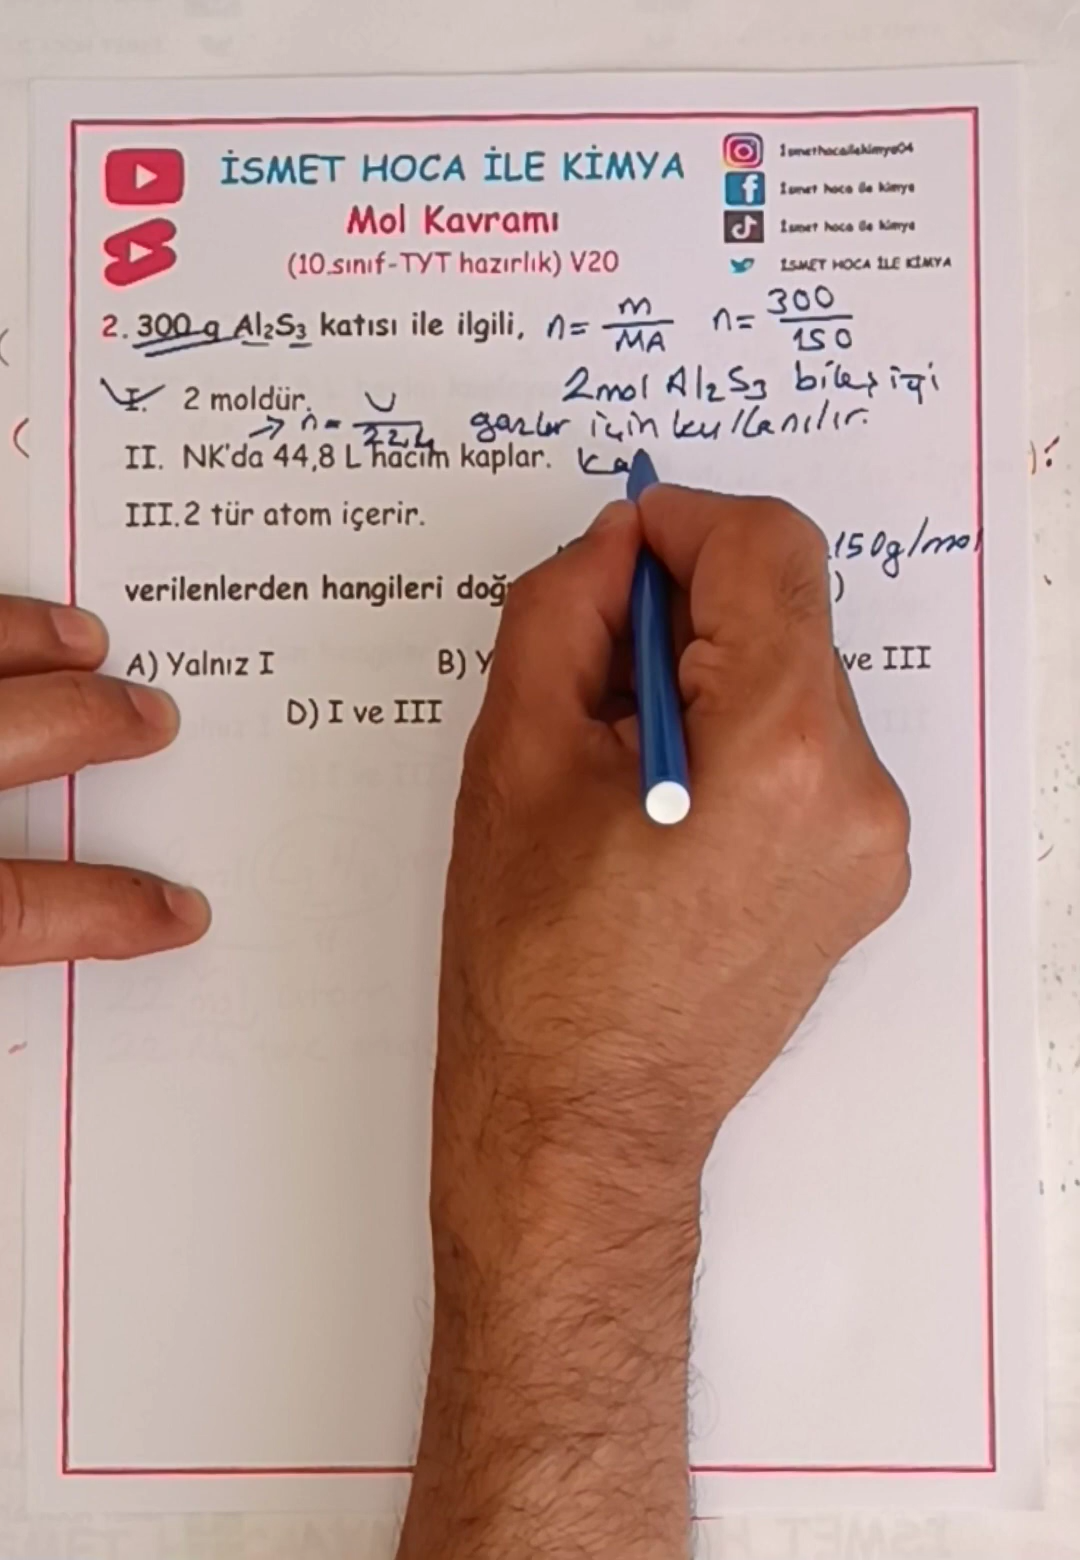 İSMET HOCA İLE KİMYA
Mol Kavramı
(10.sınıf-TYT hazırlık) V20
İsmethocailekimya04
İsmet hoca ile kimya
İsmet hoca ile kimya
İSMET HOCA İLE KİMYA
2. 300 g Al₂S₃ katısı ile ilgili, n= m/MA n= 300/150
2mol Al₂S₃ bileşiği
I. 2 moldür.
→ n= V/22,4 gazlar için kullanılır.
II. NK'da 44,8 L hacim kaplar. Ka
III. 2 tür atom içerir.
150g/mol
verilenlerden hangileri doğ )
A) Yalnız I B) Y ve III
D) I ve III